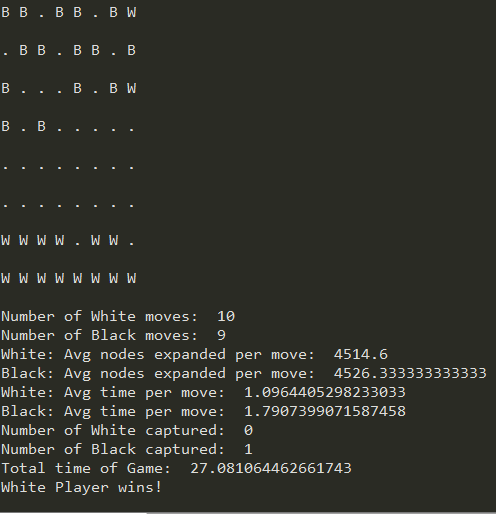 B B . B B . B W
. B B . B B . B
B . . . B . B W
B . B . . . . .
. . . . . . . .
. . . . . . . .
W W W W . W W .
W W W W W W W W
Number of White moves:  10
Number of Black moves:  9
White: Avg nodes expanded per move:  4514.6
Black: Avg nodes expanded per move:  4526.333333333333
White: Avg time per move:  1.0964405298233033
Black: Avg time per move:  1.7907399071587458
Number of White captured:  0
Number of Black captured:  1
Total time of Game:  27.081064462661743
White Player wins!